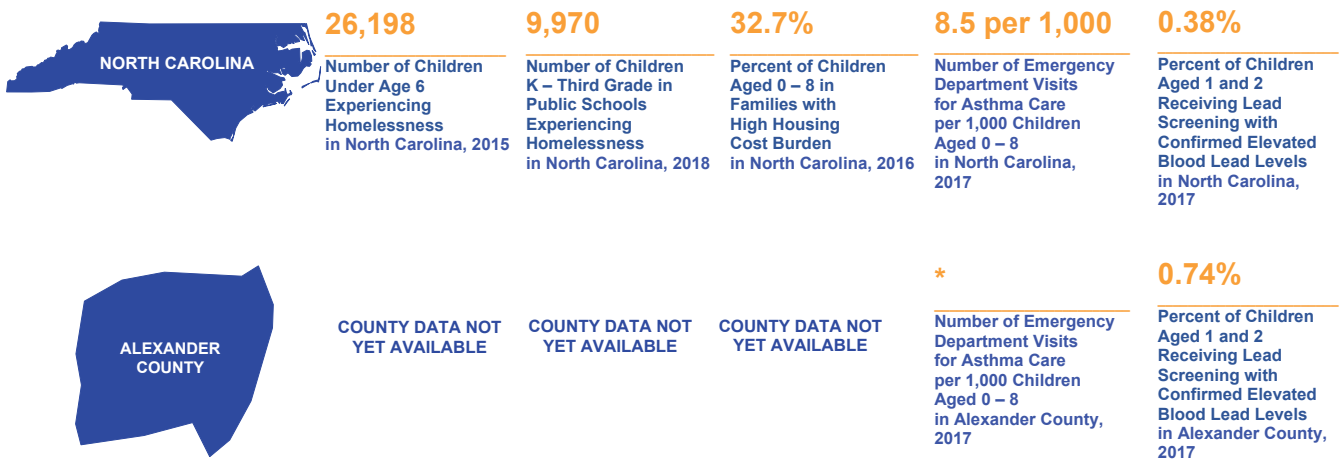 NORTH CAROLINA
26,198
Number of Children
Under Age 6
Experiencing
Homelessness
in North Carolina, 2015
9,970
Number of Children
K – Third Grade in
Public Schools
Experiencing
Homelessness
in North Carolina, 2018
32.7%
Percent of Children
Aged 0 – 8 in
Families with
High Housing
Cost Burden
in North Carolina, 2016
8.5 per 1,000
Number of Emergency
Department Visits
for Asthma Care
per 1,000 Children
Aged 0 – 8
in North Carolina,
2017
0.38%
Percent of Children
Aged 1 and 2
Receiving Lead
Screening with
Confirmed Elevated
Blood Lead Levels
in North Carolina,
2017
ALEXANDER
COUNTY
COUNTY DATA NOT
YET AVAILABLE
COUNTY DATA NOT
YET AVAILABLE
COUNTY DATA NOT
YET AVAILABLE
*
Number of Emergency
Department Visits
for Asthma Care
per 1,000 Children
Aged 0 – 8
in Alexander County,
2017
0.74%
Percent of Children
Aged 1 and 2
Receiving Lead
Screening with
Confirmed Elevated
Blood Lead Levels
in Alexander County,
2017